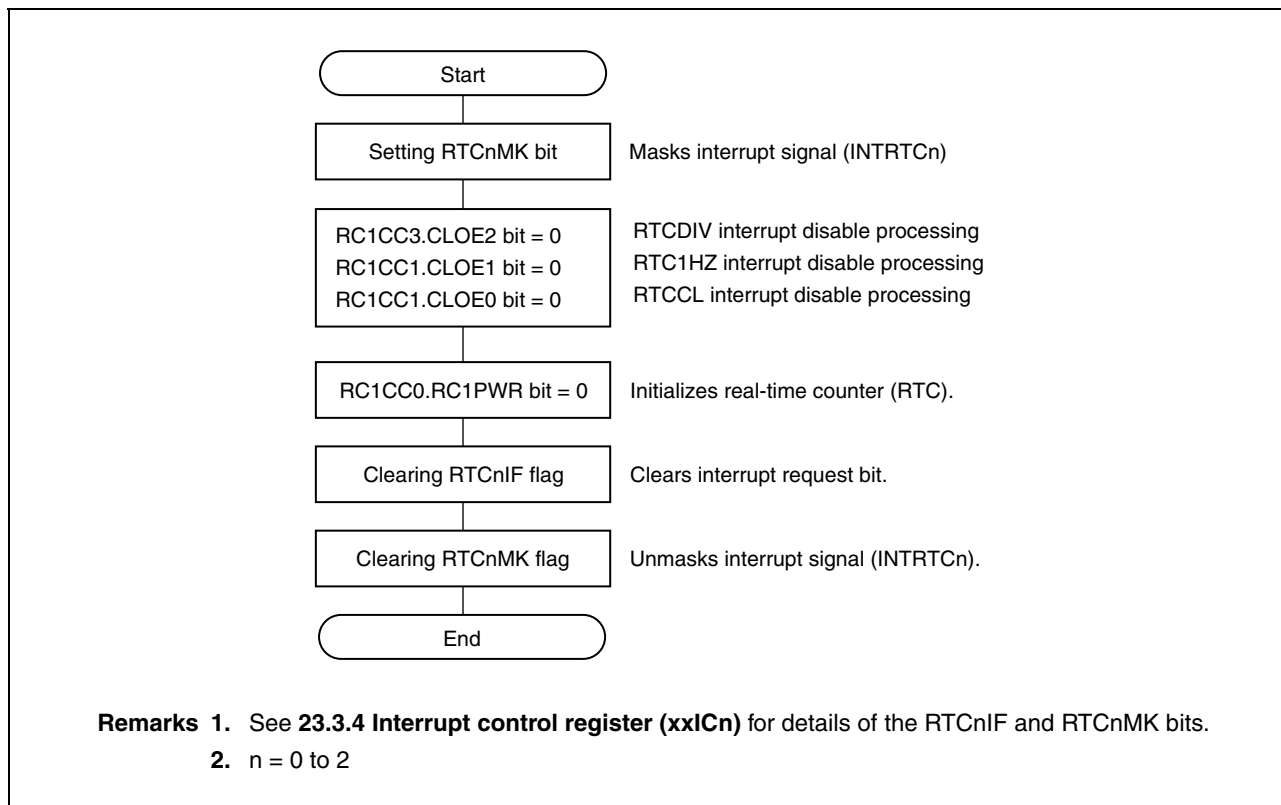 Start
Setting RTCnMK bit Masks interrupt signal (INTRTCn)
RC1CC3.CLOE2 bit = 0 RTCDIV interrupt disable processing
RC1CC1.CLOE1 bit = 0 RTC1HZ interrupt disable processing
RC1CC1.CLOE0 bit = 0 RTCCL interrupt disable processing
RC1CC0.RC1PWR bit = 0 Initializes real-time counter (RTC).
Clearing RTCnIF flag Clears interrupt request bit.
Clearing RTCnMK flag Unmasks interrupt signal (INTRTCn).
End
Remarks 1. See 23.3.4 Interrupt control register (xxICn) for details of the RTCnIF and RTCnMK bits.
2. n = 0 to 2